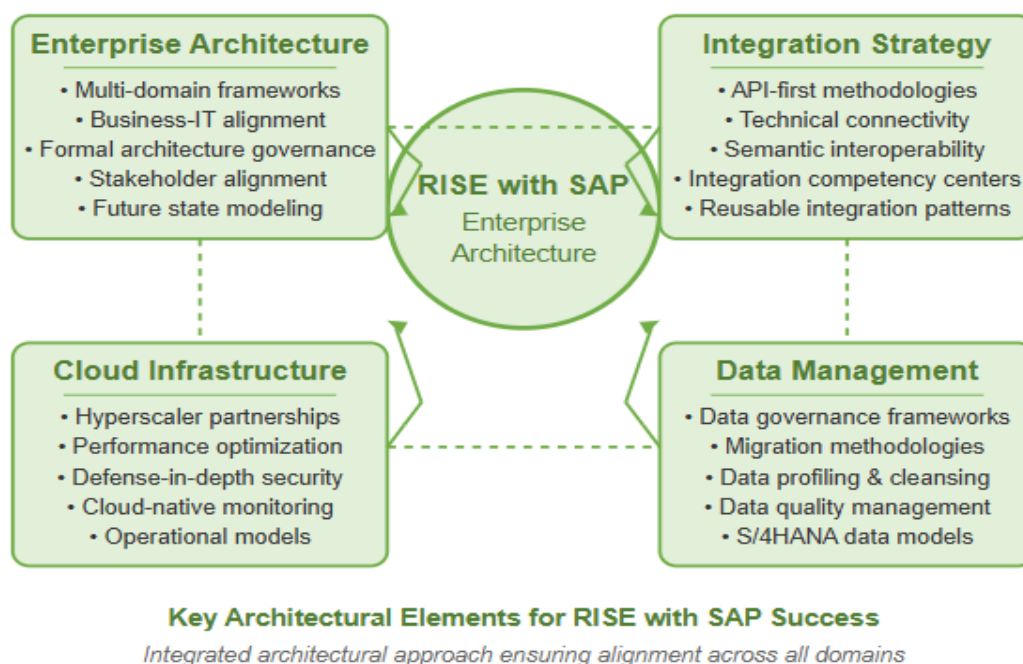 Enterprise Architecture
• Multi-domain frameworks
• Business-IT alignment
• Formal architecture governance
• Stakeholder alignment
• Future state modeling
Integration Strategy
• API-first methodologies
• Technical connectivity
• Semantic interoperability
• Integration competency centers
• Reusable integration patterns
RISE with SAP
Enterprise
Architecture
Cloud Infrastructure
• Hyperscaler partnerships
• Performance optimization
• Defense-in-depth security
• Cloud-native monitoring
• Operational models
Data Management
• Data governance frameworks
• Migration methodologies
• Data profiling & cleansing
• Data quality management
• S/4HANA data models
Key Architectural Elements for RISE with SAP Success
Integrated architectural approach ensuring alignment across all domains